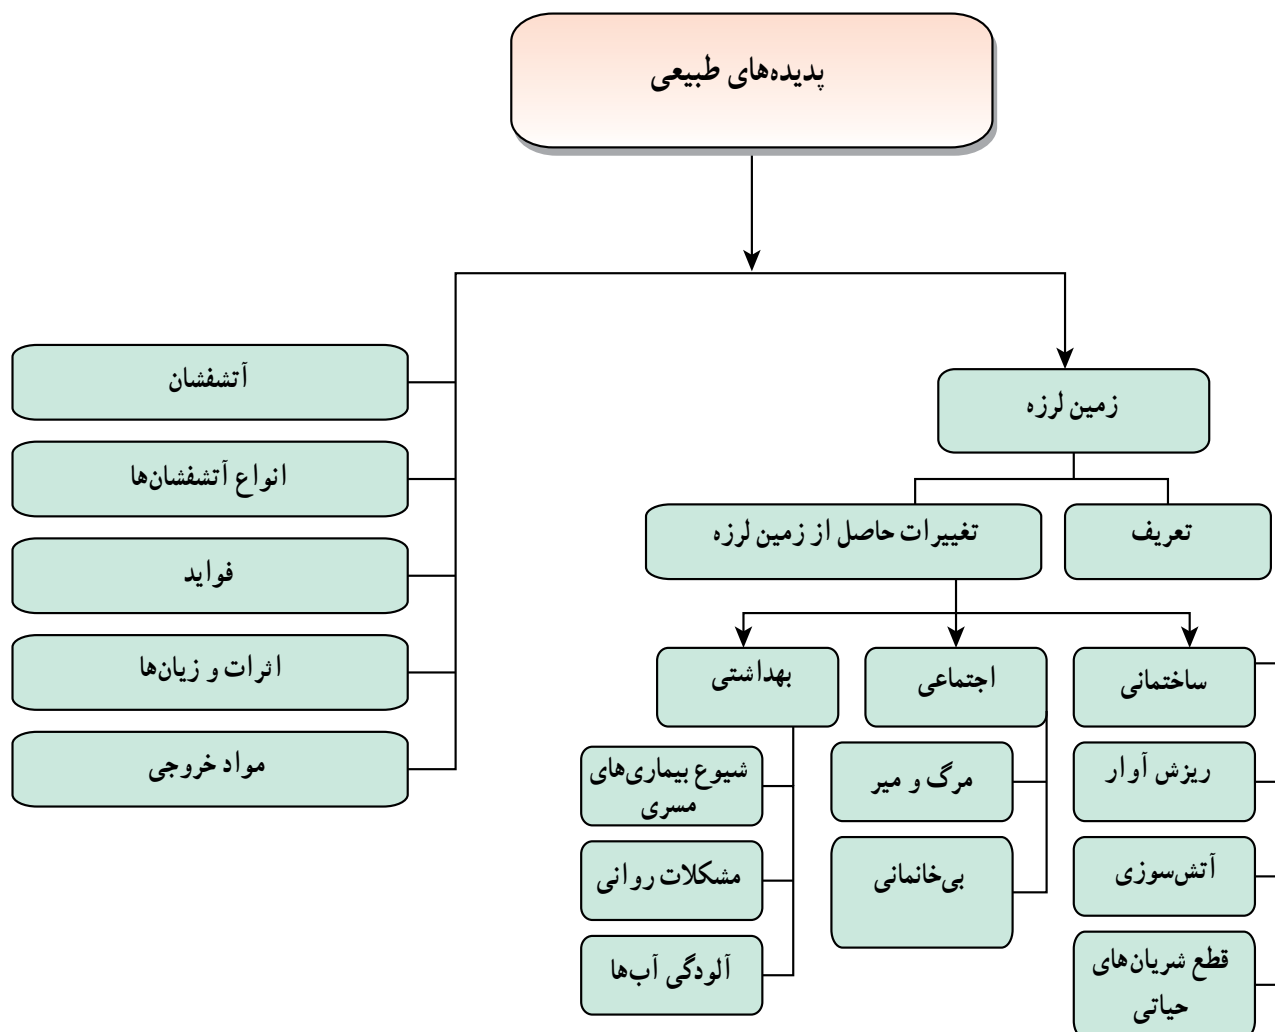 پدیده‌های طبیعی
زمین لرزه
تعریف
تغییرات حاصل از زمین لرزه
ساختمانی
ریزش آوار
آتش‌سوزی
قطع شریان‌های
حیاتی
اجتماعی
مرگ و میر
بی‌خانمانی
بهداشتی
شیوع بیماری‌های
مسری
مشکلات روانی
آلودگی آب‌ها
آتشفشان
انواع آتشفشان‌ها
فواید
اثرات و زیان‌ها
مواد خروجی